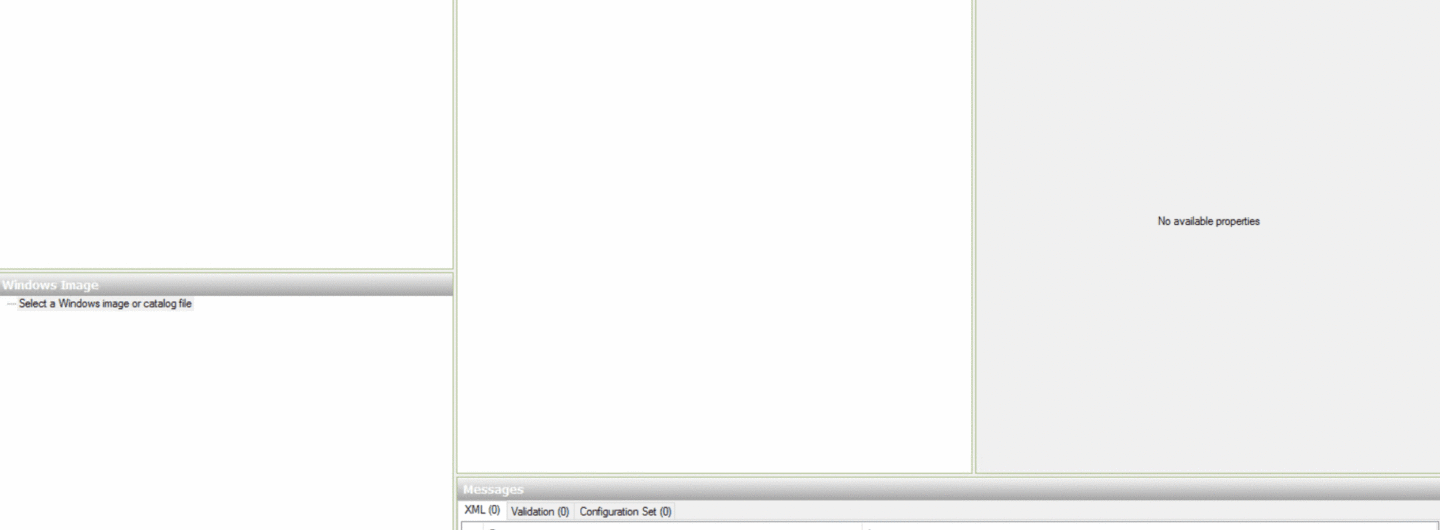 No available properties
Windows Image
Select a Windows image or catalog file
Messages
XML (0) Validation (0) Configuration Set (0)